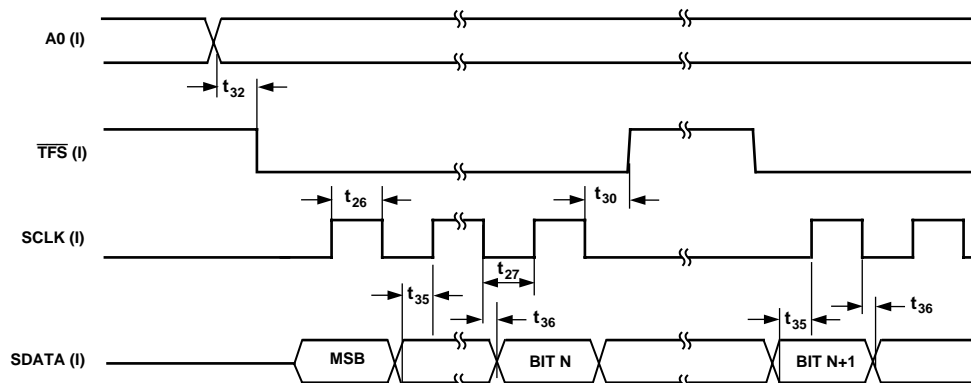 A0 (I)
t32
TFS (I)
t26
t30
SCLK (I)
t27
t35
t36
t35
t36
SDATA (I)
MSB
BIT N
BIT N+1